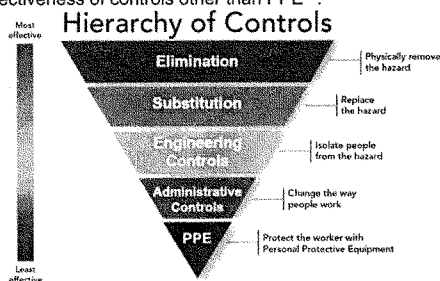 ectiveness of controls other than PPE
Hierarchy of Controls
Most
effective
Elimination
Physically remove
the hazard
Substitution
Replace
the hazard
Engineering
Controls
Isolate people
from the hazard
Administrative
Controls
Change the way
people work
PPE
Protect the worker with
Personal Protective Equipment
Least
effective